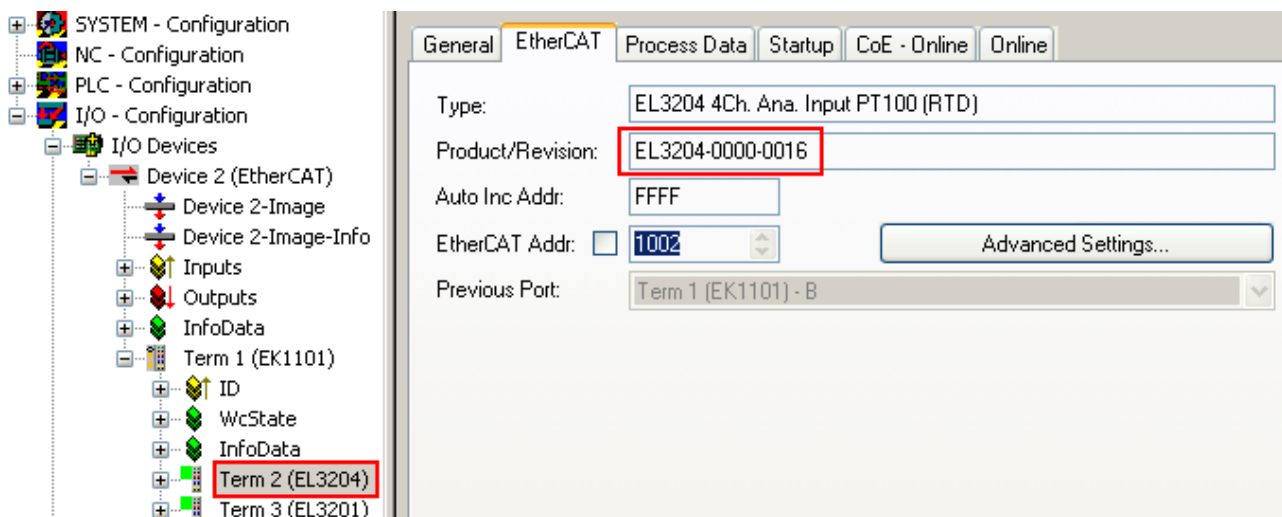 SYSTEM - Configuration
NC - Configuration
PLC - Configuration
I/O - Configuration
I/O Devices
Device 2 (EtherCAT)
Device 2-Image
Device 2-Image-Info
Inputs
Outputs
InfoData
Term 1 (EK1101)
ID
WcState
InfoData
Term 2 (EL3204)
Term 3 (EL3201)
General EtherCAT Process Data Startup CoE - Online Online
Type: EL3204 4Ch. Ana. Input PT100 (RTD)
Product/Revision: EL3204-0000-0016
Auto Inc Addr: FFFF
EtherCAT Addr: 1002 Advanced Settings...
Previous Port: Term 1 (EK1101) - B